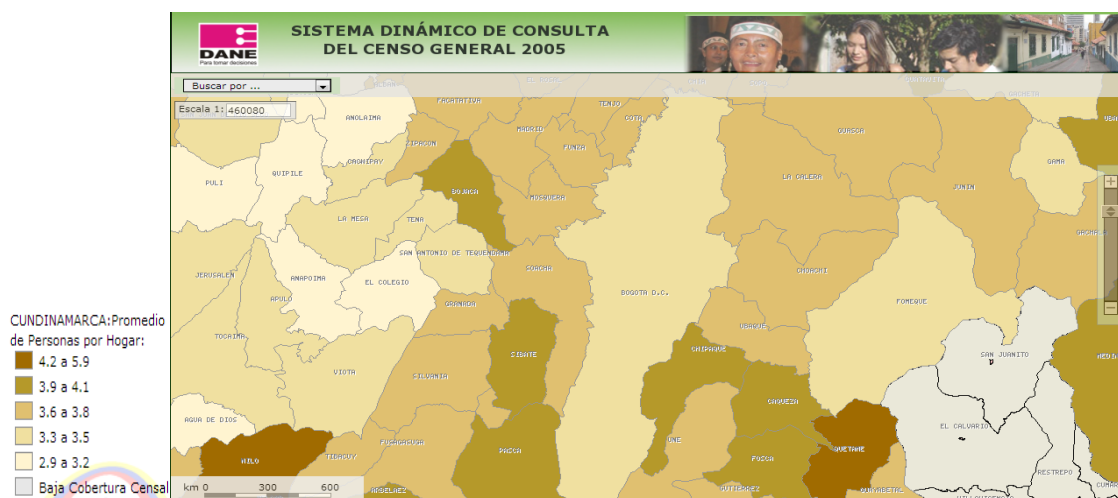 DANE
Para tomar decisiones
SISTEMA DINÁMICO DE CONSULTA
DEL CENSO GENERAL 2005
Buscar por ...
Escala 1: 460080
FACATATIVA
TENJO
ANOLAIMA
COTA
MADRID
GUASCA
ZIPACON
FUNZA
CACHIPAY
GAMA
QUIPILE
LA CALERA
PULI
BOJACA
JUNIN
MOSQUERA
LA MESA
TENA
GACHALA
SAN ANTONIO DE TEQUENDAMA
SOACHA
CHOACHI
JERUSALEN
ANAPOIMA
EL COLEGIO
BOGOTA D.C.
APULO
GRANADA
FOMEQUE
UBAQUE
TOCAIMA
CHIPAQUE
SIBATE
SAN JUANITO
MEDIN
VIOTA
SILVANIA
CAQUEZA
AGUA DE DIOS
EL CALVARIO
UNE
FUSAGASUGA
QUETAME
PASCA
TIBACUY
NILO
FOSCA
RESTREPO
ARBELAEZ
GUTIERREZ
GUAYABETAL
CUMAR
km 0 300 600
CUNDINAMARCA:Promedio
de Personas por Hogar:
4.2 a 5.9
3.9 a 4.1
3.6 a 3.8
3.3 a 3.5
2.9 a 3.2
Baja Cobertura Censal